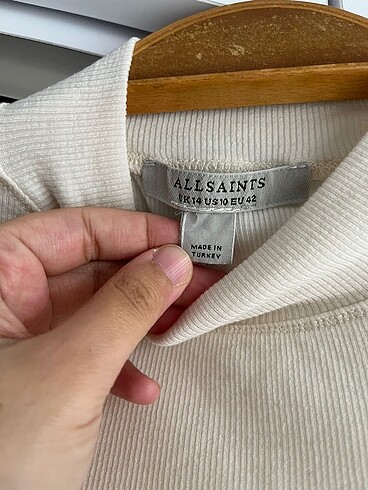 ALLSAINTS
UK 14 US 10 EU 42
MADE IN
TURKEY